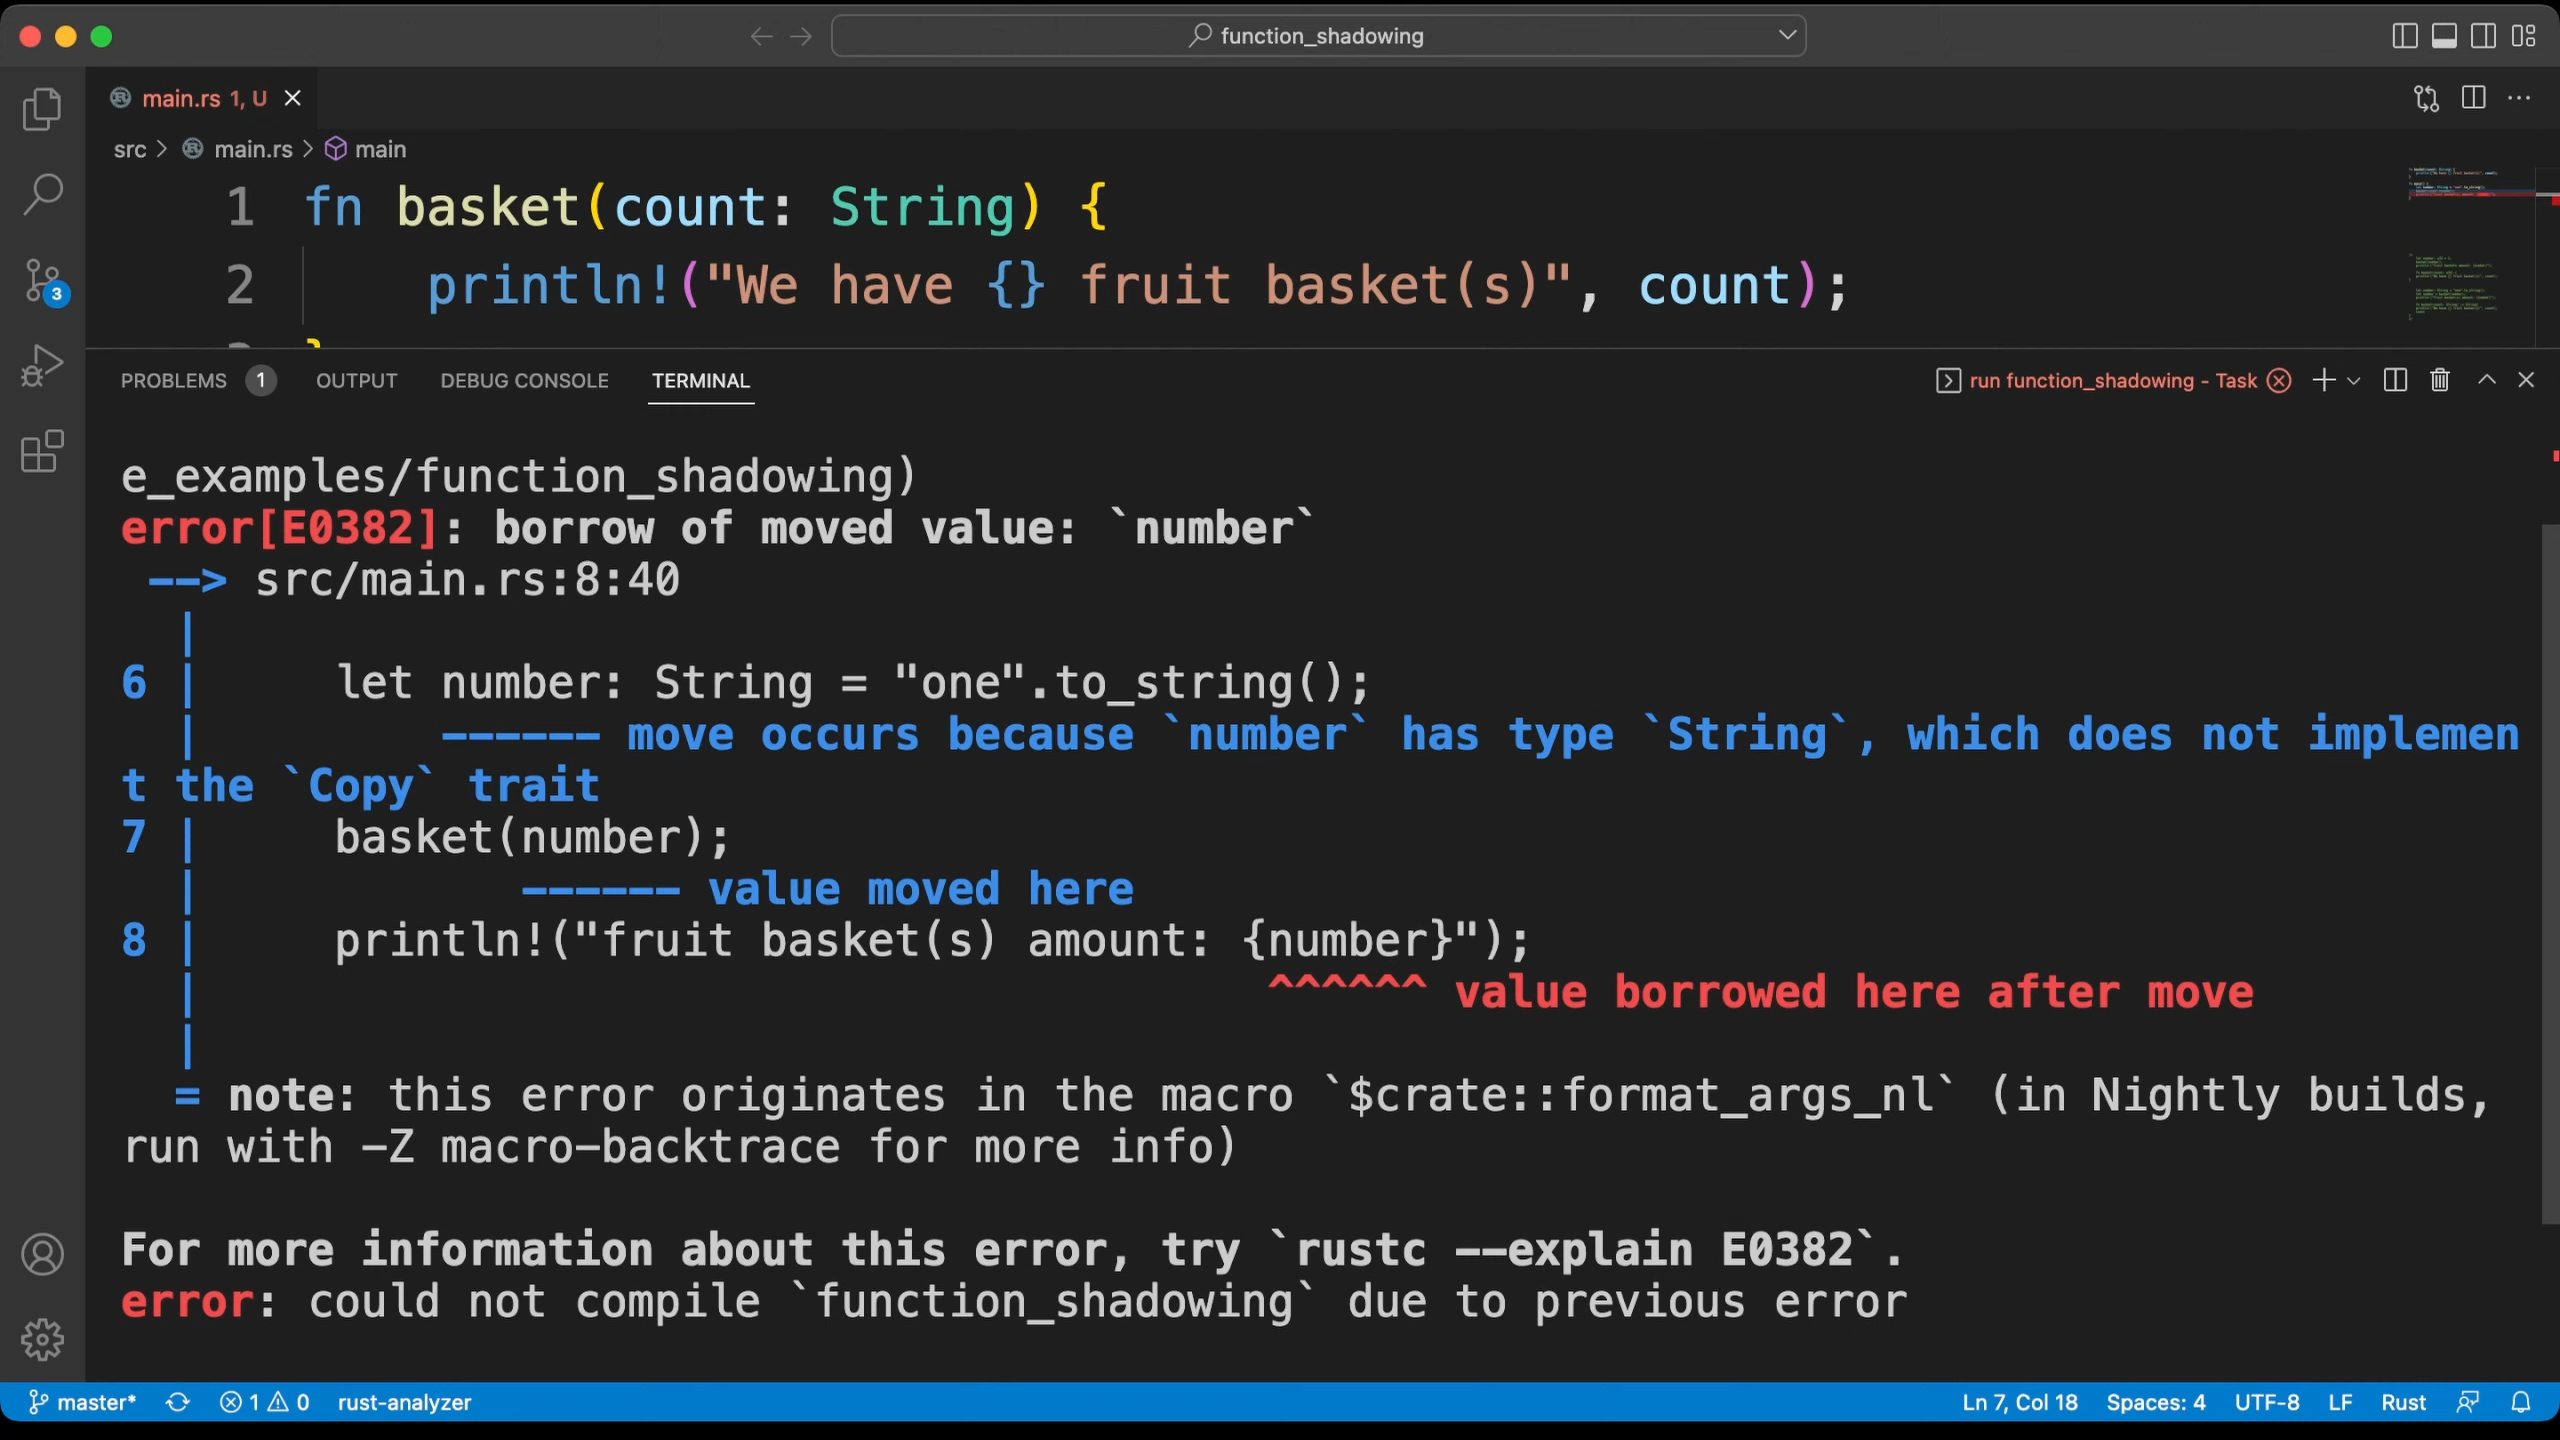 function_shadowing
main.rs 1, U
src > main.rs > main
1 fn basket(count: String) {
2 println!("We have {} fruit basket(s)", count);
}
PROBLEMS 1 OUTPUT DEBUG CONSOLE TERMINAL run function_shadowing - Task
e_examples/function_shadowing)
error[E0382]: borrow of moved value: `number`
--> src/main.rs:8:40
|
6 | let number: String = "one".to_string();
| ------ move occurs because `number` has type `String`, which does not implemen
t the `Copy` trait
7 | basket(number);
| ------ value moved here
8 | println!("fruit basket(s) amount: {number}");
| ^^^^^^ value borrowed here after move
|
= note: this error originates in the macro `$crate::format_args_nl` (in Nightly builds,
run with -Z macro-backtrace for more info)
For more information about this error, try `rustc --explain E0382`.
error: could not compile `function_shadowing` due to previous error
3
master* 1 0 rust-analyzer Ln 7, Col 18 Spaces: 4 UTF-8 LF Rust